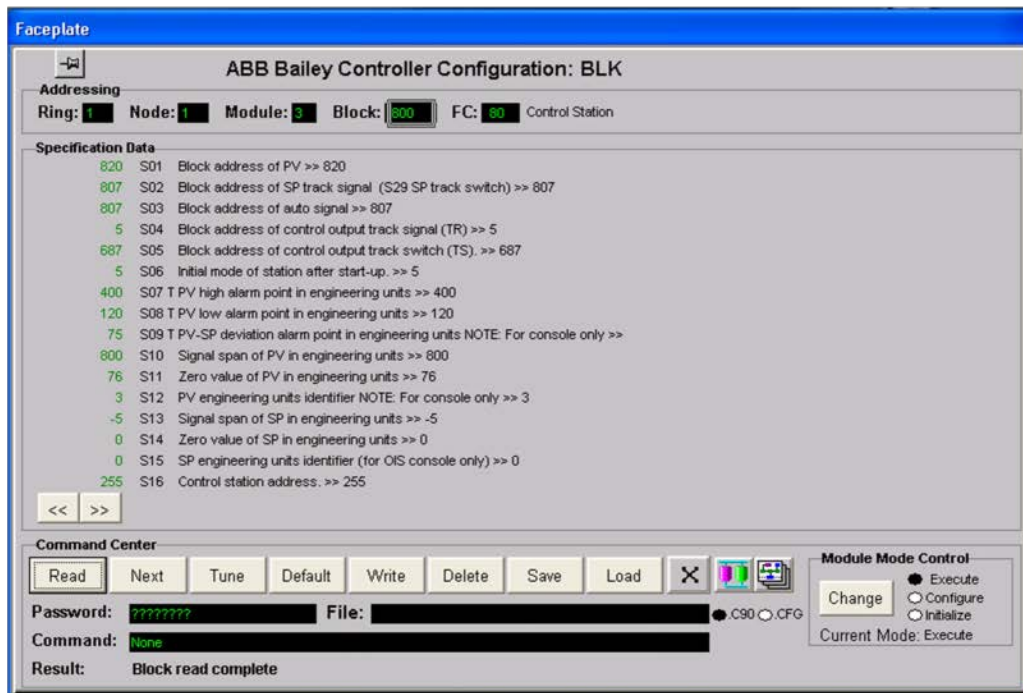 Faceplate
ABB Bailey Controller Configuration: BLK
Addressing
Ring: 1 Node: 1 Module: 3 Block: 800 FC: 80 Control Station
Specification Data
820 S01 Block address of PV >> 820
807 S02 Block address of SP track signal (S29 SP track switch) >> 807
807 S03 Block address of auto signal >> 807
5 S04 Block address of control output track signal (TR) >> 5
687 S05 Block address of control output track switch (TS). >> 687
5 S06 Initial mode of station after start-up. >> 5
400 S07 T PV high alarm point in engineering units >> 400
120 S08 T PV low alarm point in engineering units >> 120
75 S09 T PV-SP deviation alarm point in engineering units NOTE: For console only >>
800 S10 Signal span of PV in engineering units >> 800
76 S11 Zero value of PV in engineering units >> 76
3 S12 PV engineering units identifier NOTE: For console only >> 3
-5 S13 Signal span of SP in engineering units >> -5
0 S14 Zero value of SP in engineering units >> 0
0 S15 SP engineering units identifier (for OIS console only) >> 0
255 S16 Control station address. >> 255
<< >>
Command Center
Read Next Tune Default Write Delete Save Load X
Module Mode Control
Change
Execute
Configure
Initialize
Current Mode: Execute
Password: ???????? File: .C90 .CFG
Command: None
Result: Block read complete